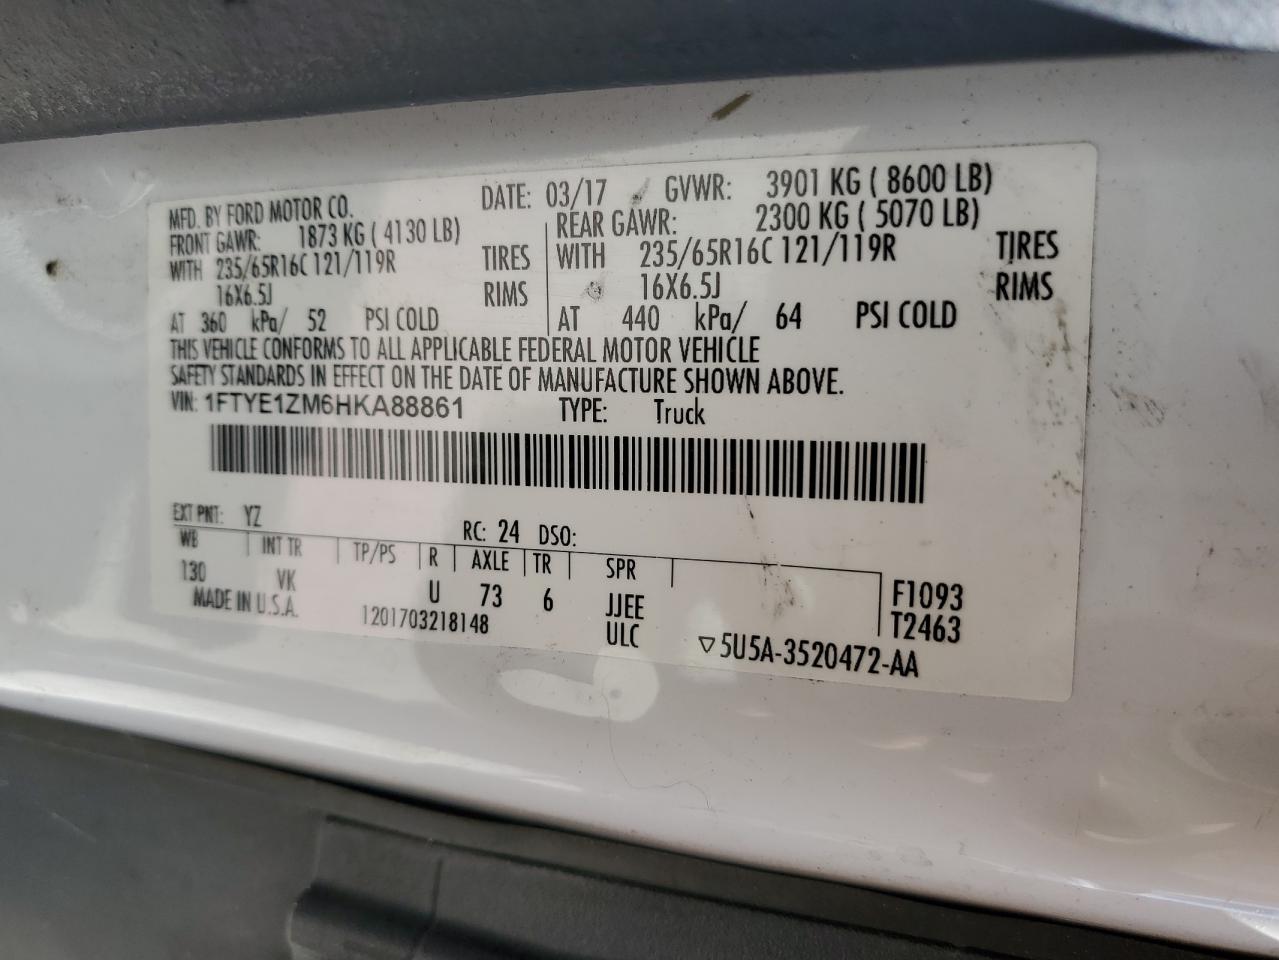 MFD. BY FORD MOTOR CO. DATE: 03/17 GVWR: 3901 KG ( 8600 LB)
FRONT GAWR: 1873 KG ( 4130 LB) REAR GAWR: 2300 KG ( 5070 LB)
WITH 235/65R16C 121/119R TIRES WITH 235/65R16C 121/119R TIRES
16X6.5J RIMS 16X6.5J RIMS
AT 360 kPa/ 52 PSI COLD AT 440 kPa/ 64 PSI COLD
THIS VEHICLE CONFORMS TO ALL APPLICABLE FEDERAL MOTOR VEHICLE
SAFETY STANDARDS IN EFFECT ON THE DATE OF MANUFACTURE SHOWN ABOVE.
VIN: 1FTYE1ZM6HKA88861 TYPE: Truck
EXT PNT: YZ RC: 24 DSO:
WB INT TR TP/PS R AXLE TR SPR
130 VK U 73 6 JJEE F1093
MADE IN U.S.A. 1201703218148 ULC T2463
▽5U5A-3520472-AA